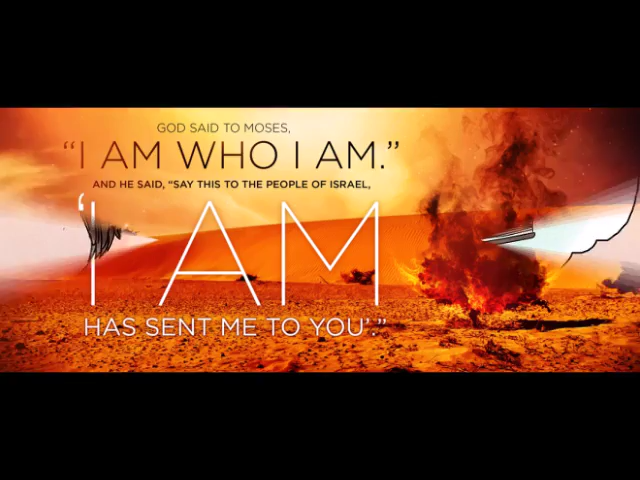 GOD SAID TO MOSES,
“I AM WHO I AM.”
AND HE SAID, “SAY THIS TO THE PEOPLE OF ISRAEL,
‘I AM
HAS SENT ME TO YOU’.”